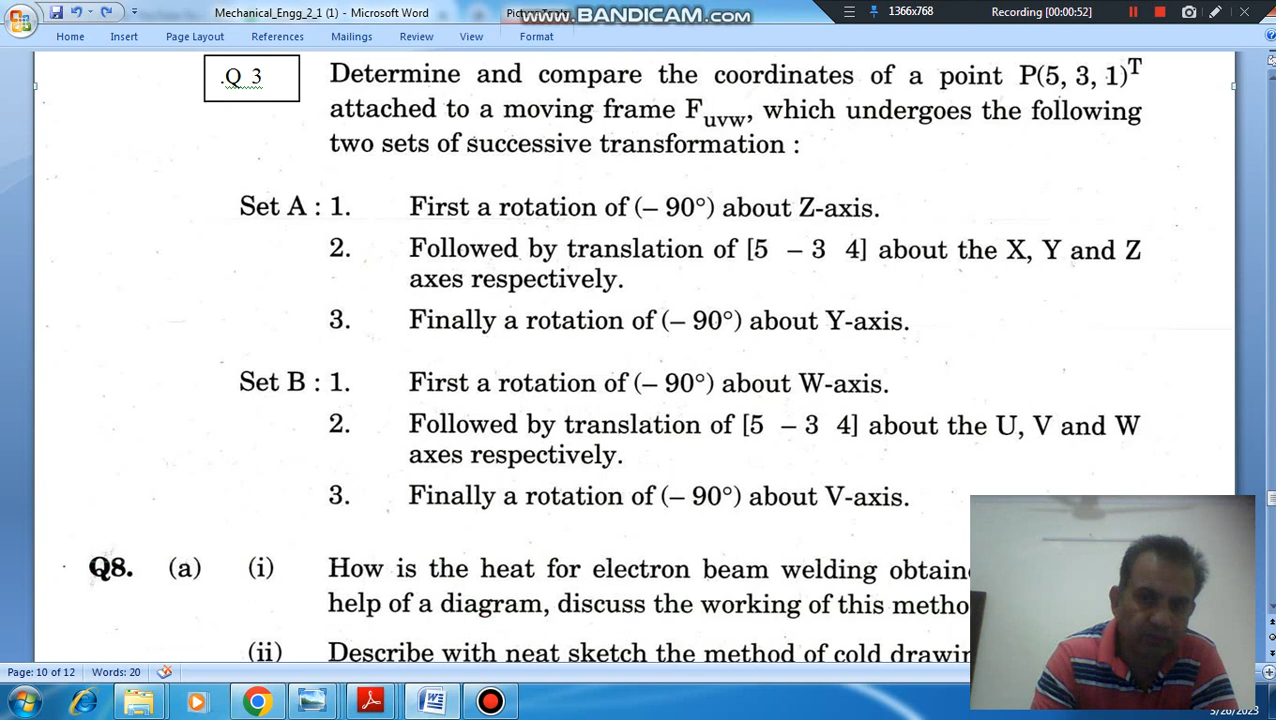 Mechanical_Engg_2_1 (1) - Microsoft Word
www.BANDICAM.com
1366x768
Recording [00:00:52]
Home Insert Page Layout References Mailings Review View Format
.Q 3
Determine and compare the coordinates of a point P(5, 3, 1)ᵀ
attached to a moving frame Fuvw, which undergoes the following
two sets of successive transformation :
Set A : 1. First a rotation of (– 90°) about Z-axis.
2. Followed by translation of [5 – 3 4] about the X, Y and Z
axes respectively.
3. Finally a rotation of (– 90°) about Y-axis.
Set B : 1. First a rotation of (– 90°) about W-axis.
2. Followed by translation of [5 – 3 4] about the U, V and W
axes respectively.
3. Finally a rotation of (– 90°) about V-axis.
Q8. (a) (i) How is the heat for electron beam welding obtaine
help of a diagram, discuss the working of this metho
(ii) Describe with neat sketch the method of cold drawin
Page: 10 of 12 Words: 20